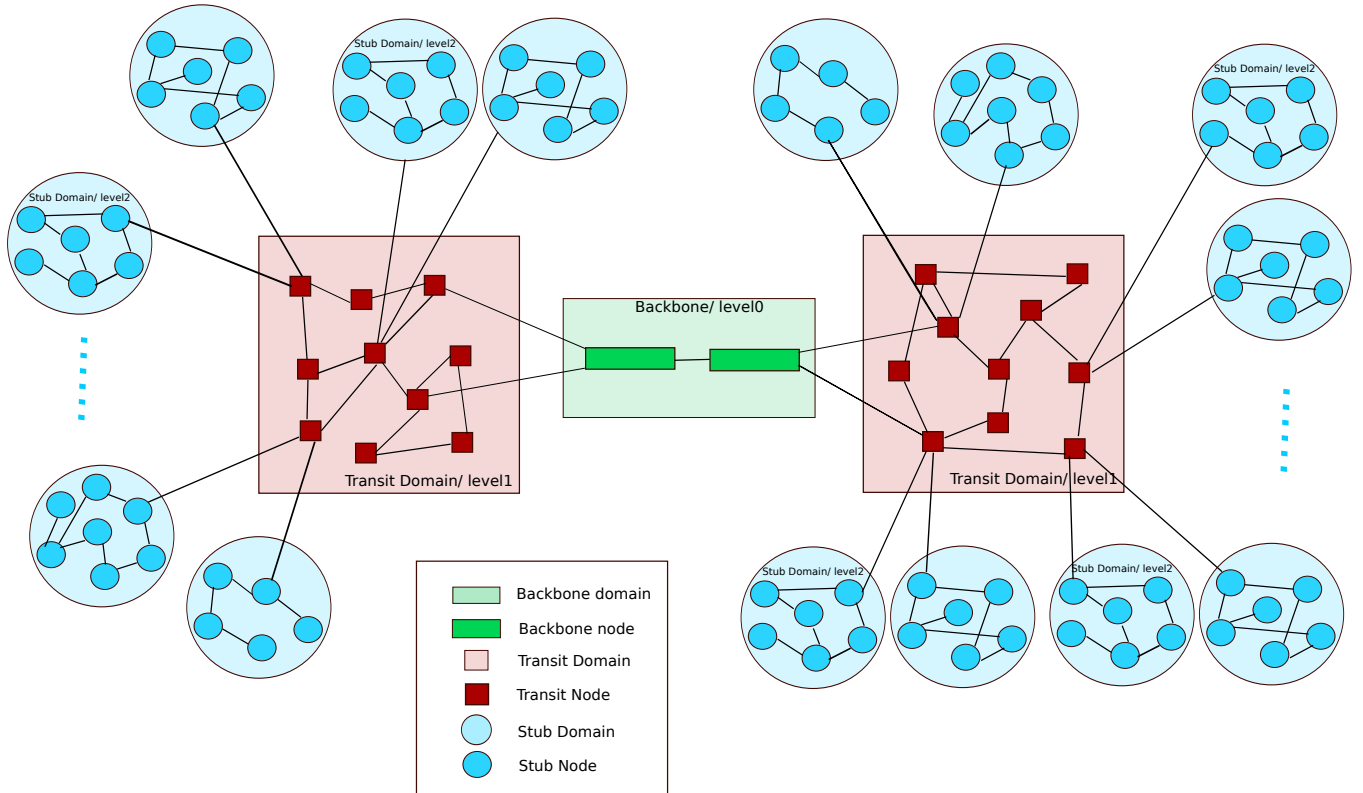 Stub Domain/ level2
Stub Domain/ level2
Stub Domain/ level2
Backbone/ level0
Transit Domain/ level1
Transit Domain/ level1
Stub Domain/ level2
Stub Domain/ level2
Backbone domain
Backbone node
Transit Domain
Transit Node
Stub Domain
Stub Node